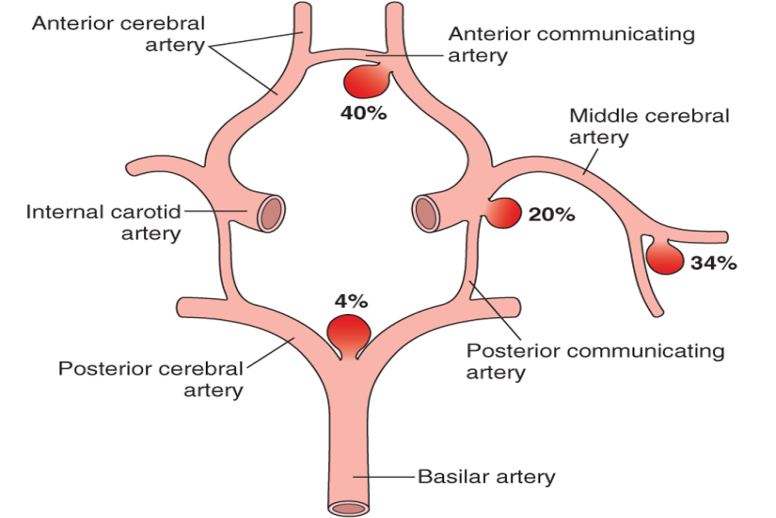 Anterior cerebral
artery
Anterior communicating
artery
40%
Middle cerebral
artery
Internal carotid
artery
20%
34%
4%
Posterior communicating
artery
Posterior cerebral
artery
Basilar artery